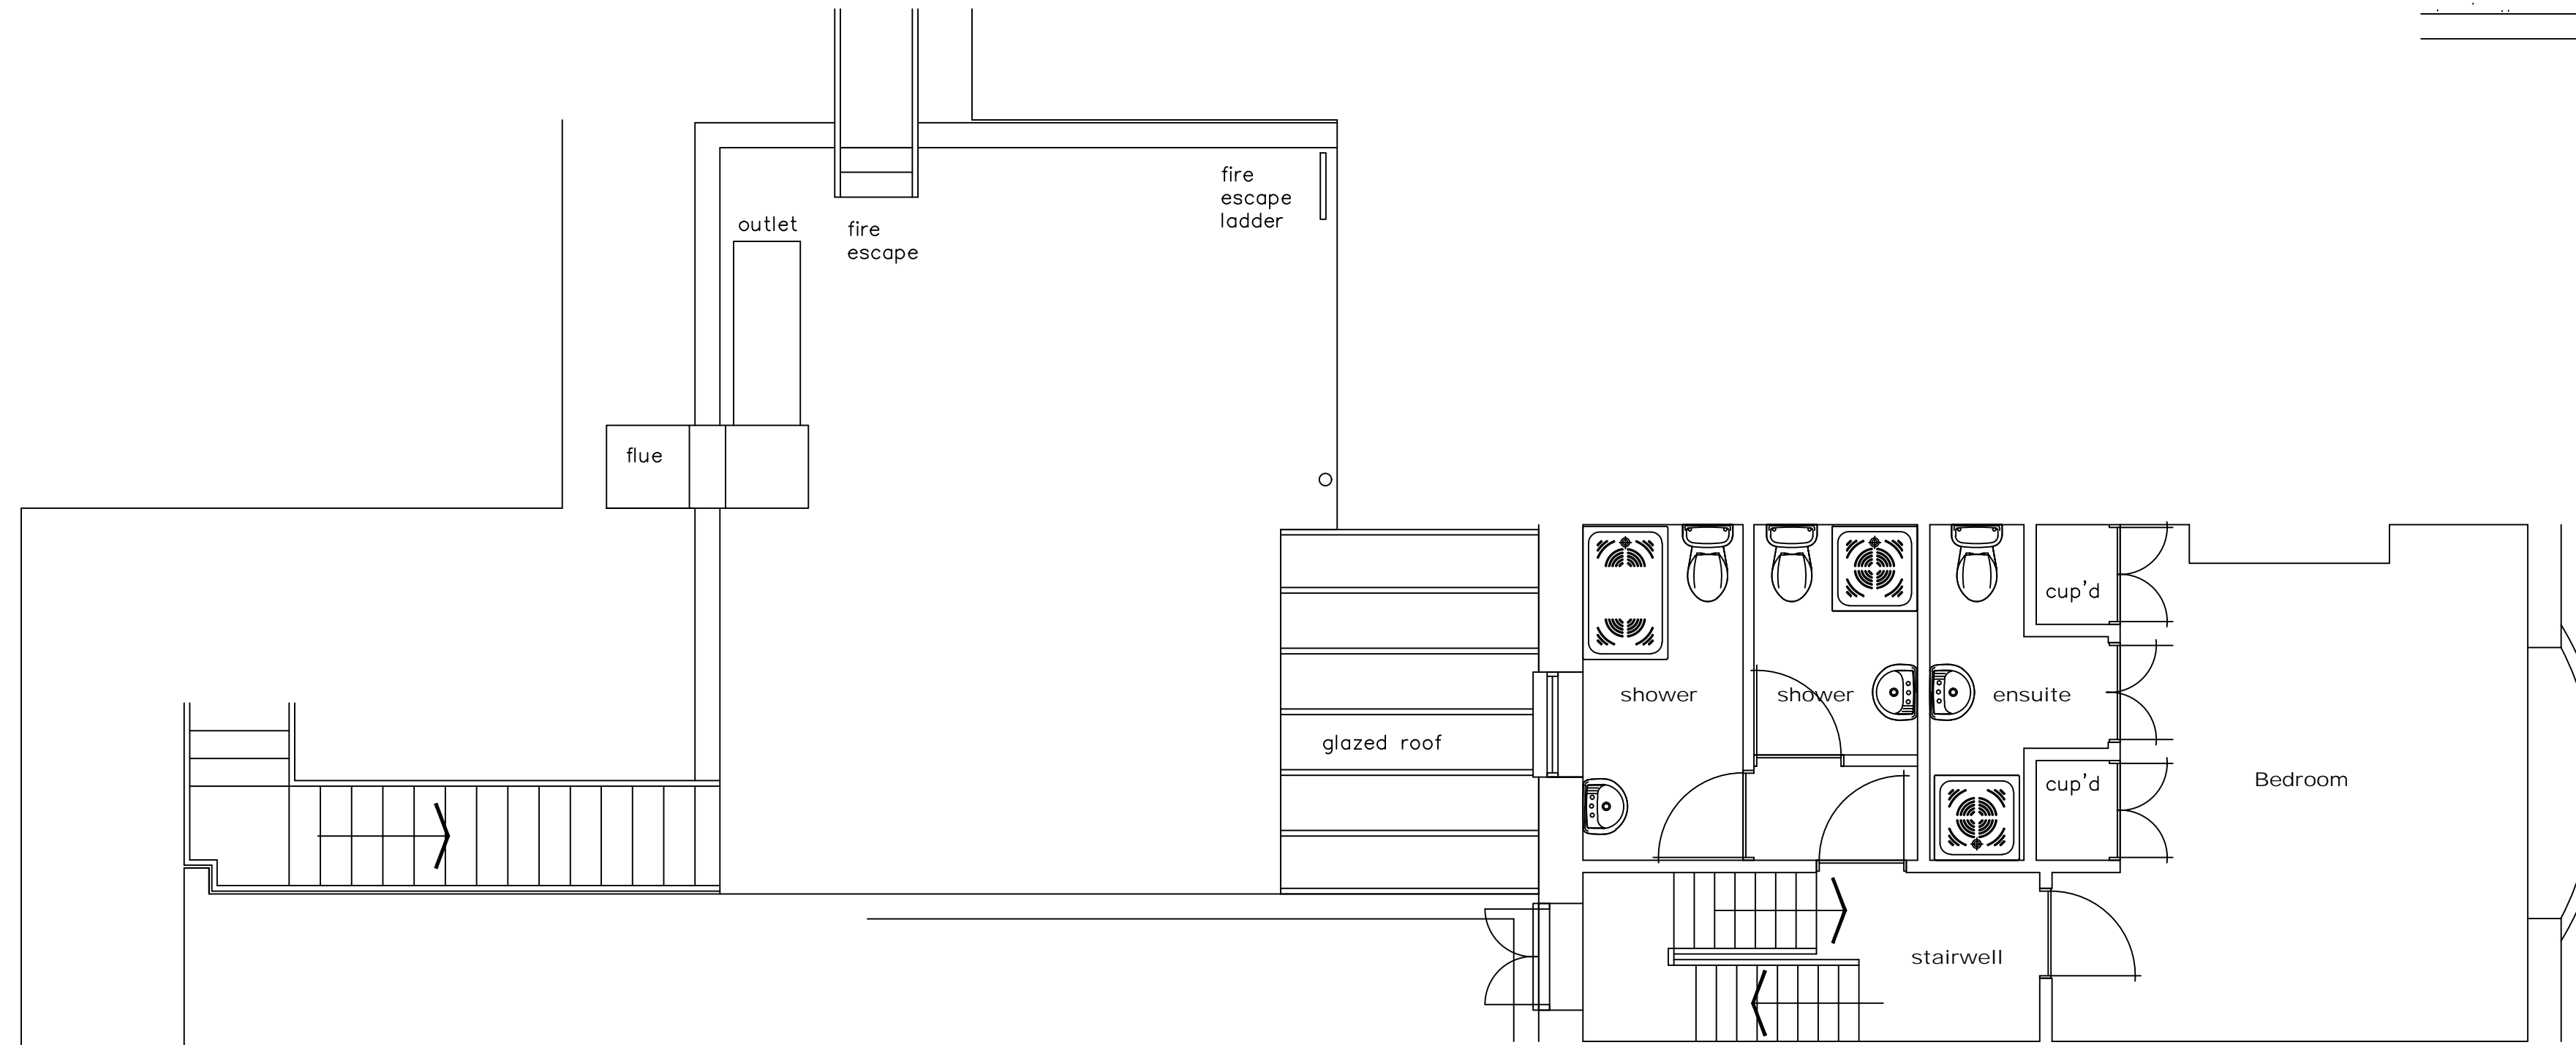 fire
escape
ladder
outlet
fire
escape
flue
cup'd
shower
shower
ensuite
glazed roof
cup'd
Bedroom
stairwell